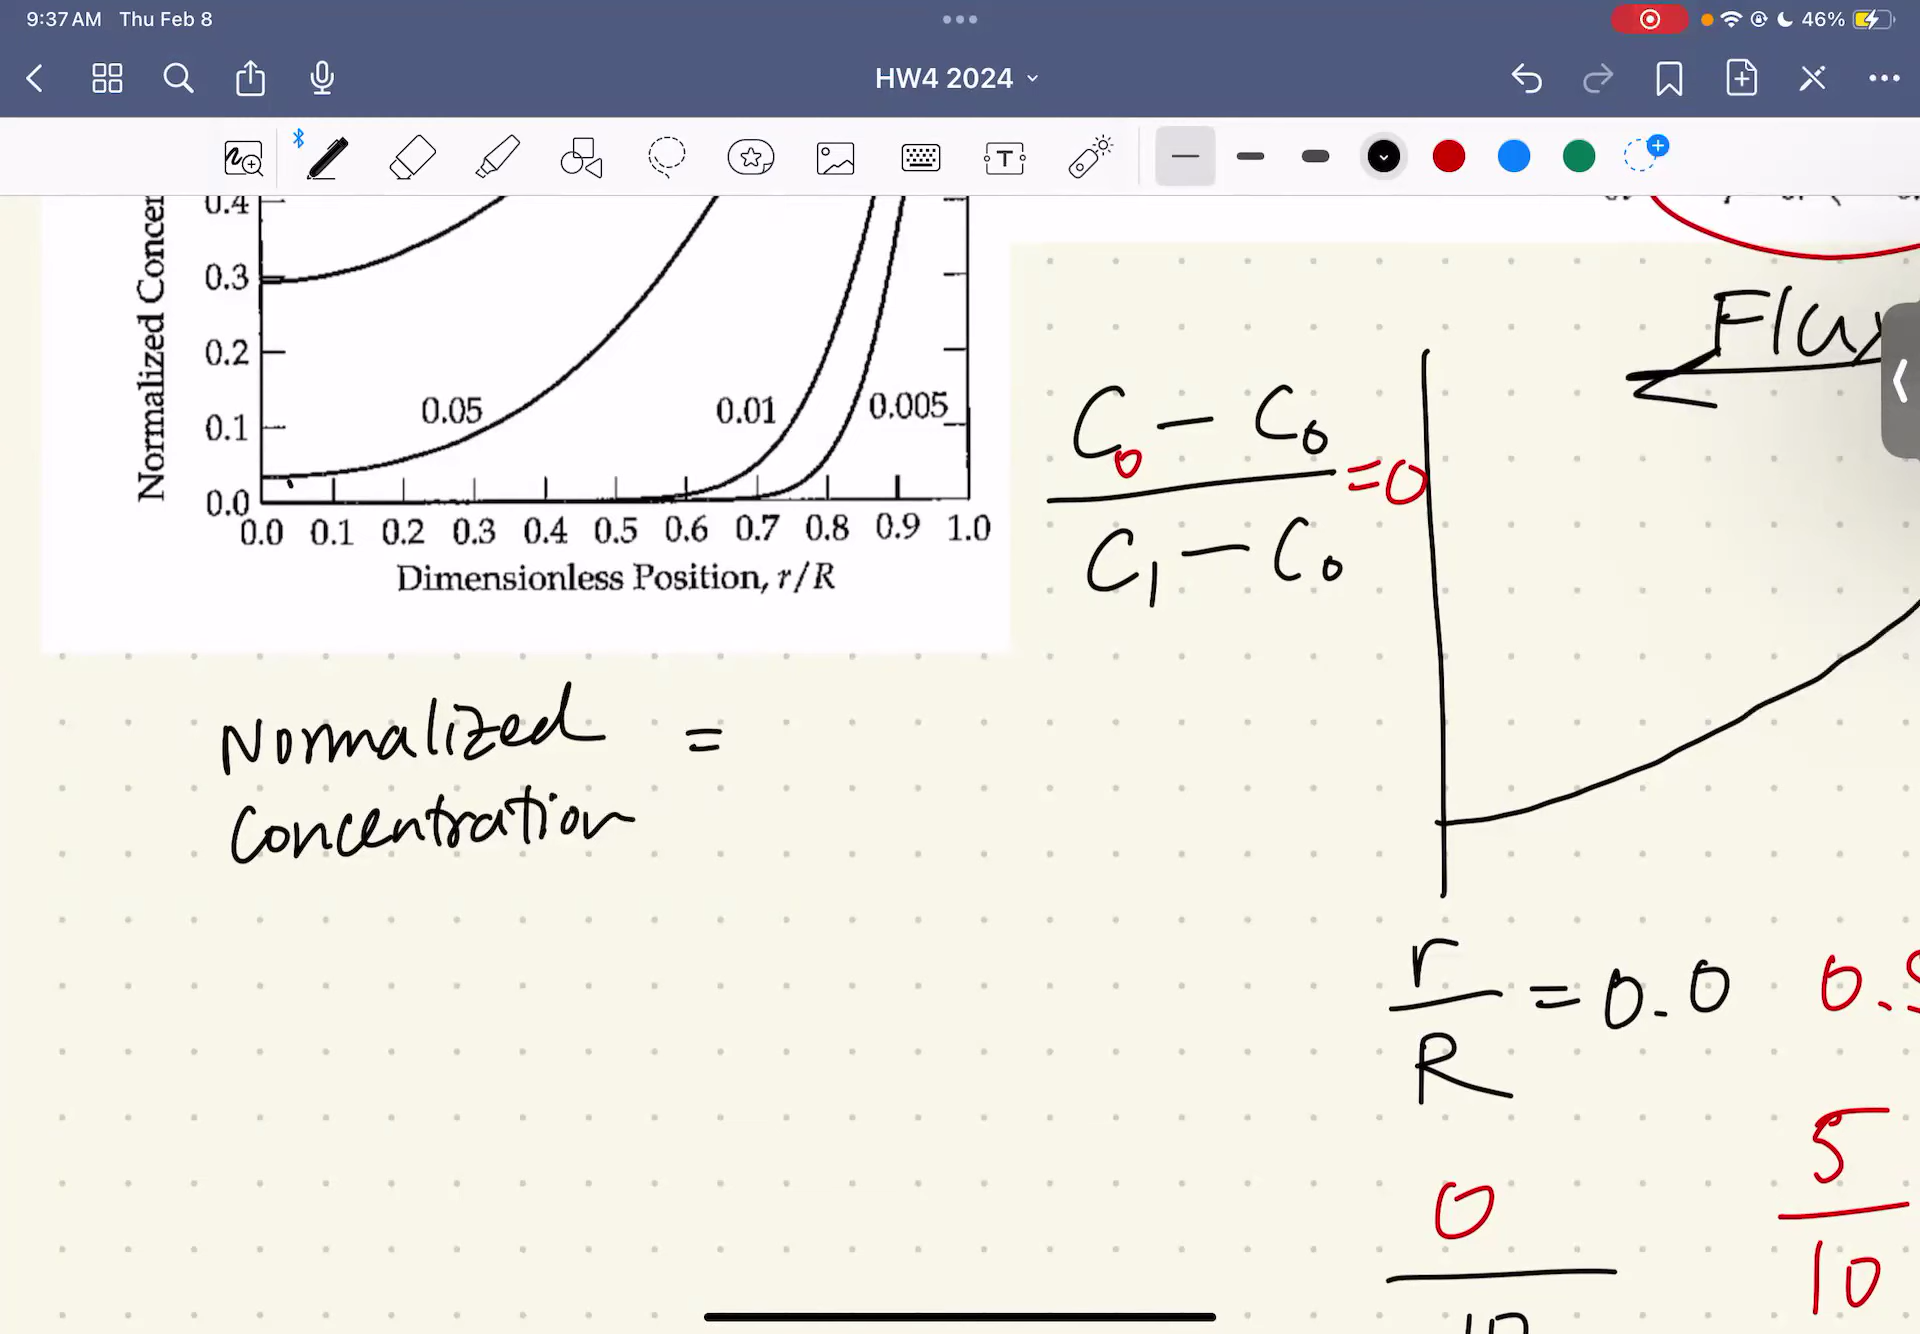 9:37 AM Thu Feb 8
46%
HW4 2024
T
Normalized Concen
0.4
0.3
0.2
0.1
0.0
0.05
0.01
0.005
0.0 0.1 0.2 0.3 0.4 0.5 0.6 0.7 0.8 0.9 1.0
Dimensionless Position, r/R
C₀ − C₀
= 0
C₁ − C₀
Flux
Normalized =
Concentration
r
= 0.0
R
0
10
5
10